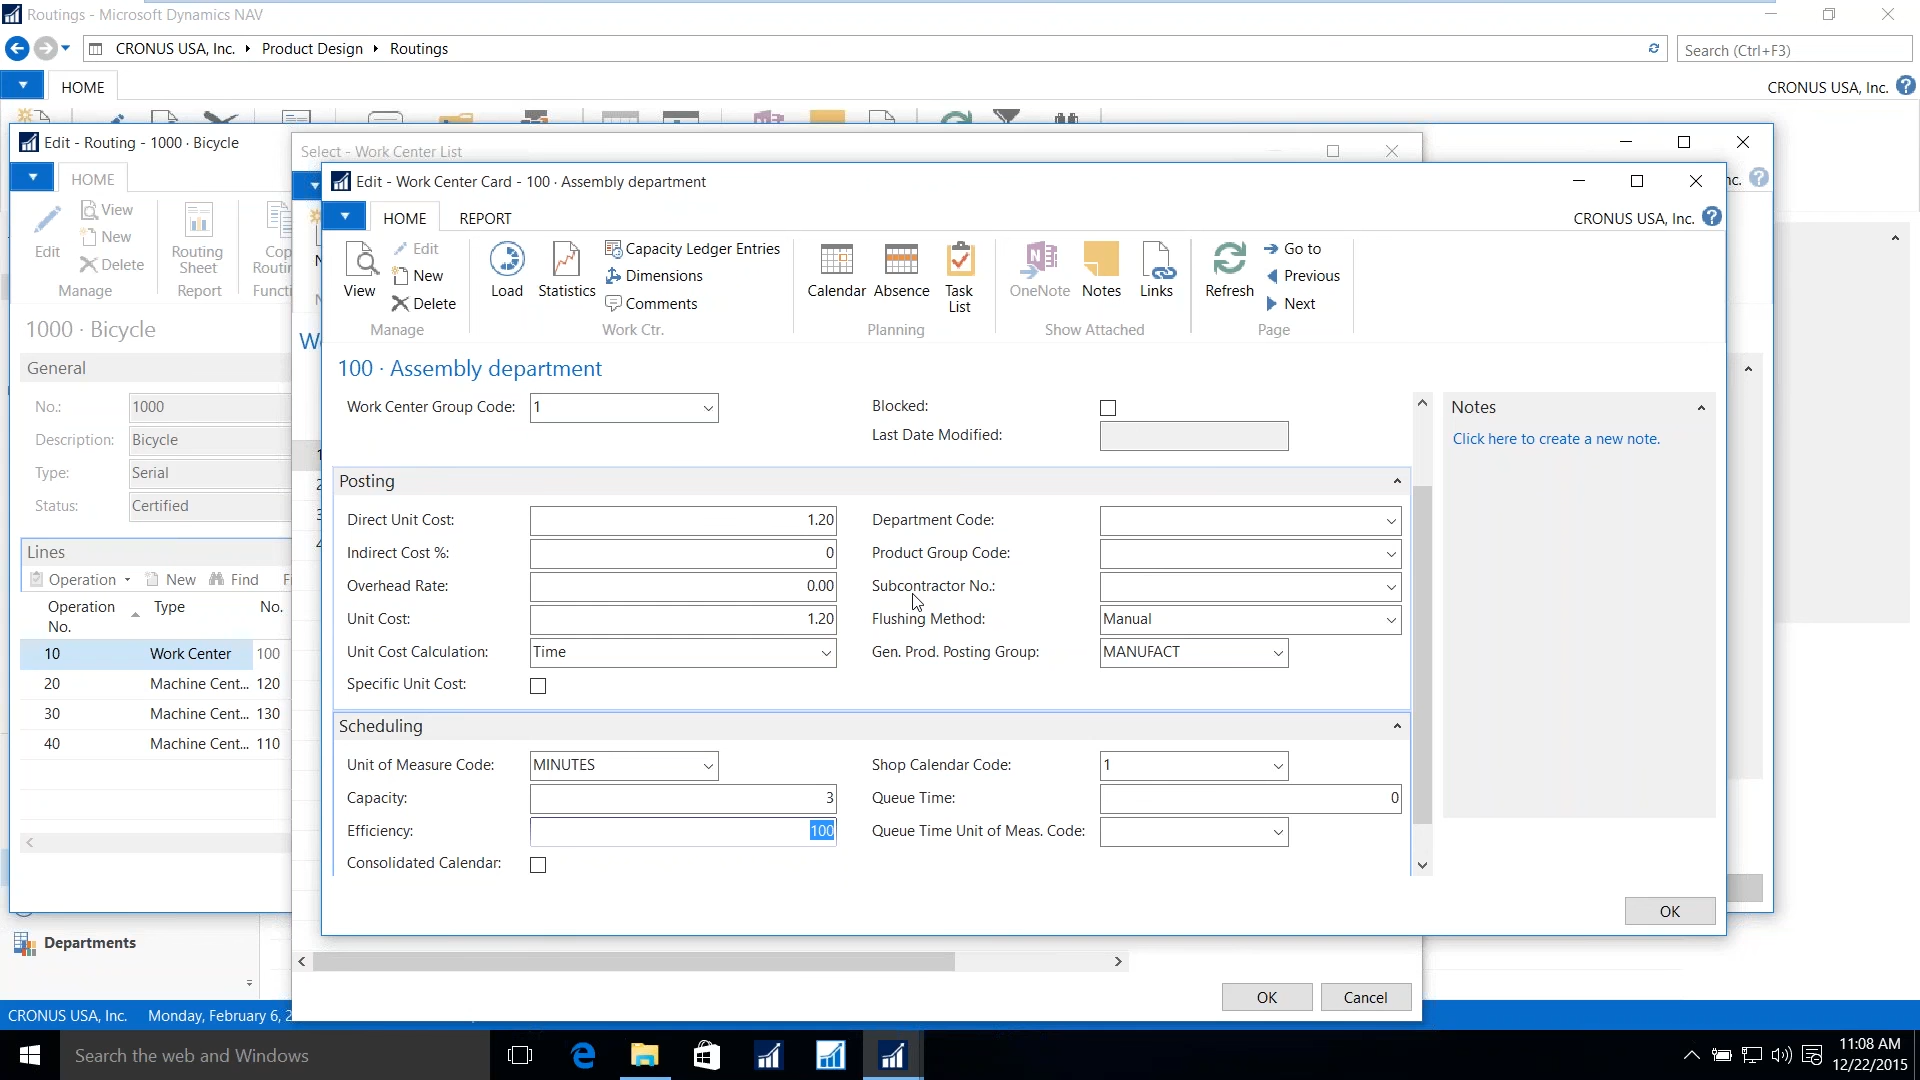 Routings - Microsoft Dynamics NAV
CRONUS USA, Inc. ▸ Product Design ▸ Routings
Search (Ctrl+F3)
HOME
CRONUS USA, Inc.
Edit - Routing - 1000 · Bicycle
HOME
Edit
View
New
Delete
Manage
Routing Sheet
Report
1000 · Bicycle
General
No.: 1000
Description: Bicycle
Type: Serial
Status: Certified
Lines
Operation
New
Find
Operation No.
Type
No.
10 Work Center 100
20 Machine Cent... 120
30 Machine Cent... 130
40 Machine Cent... 110
Departments
CRONUS USA, Inc.
Monday, February 6, 2
Select - Work Center List
OK
Cancel
Edit - Work Center Card - 100 · Assembly department
HOME
REPORT
CRONUS USA, Inc.
View
Edit
New
Delete
Manage
Load
Statistics
Capacity Ledger Entries
Dimensions
Comments
Work Ctr.
Calendar
Absence
Task List
Planning
OneNote
Notes
Links
Show Attached
Refresh
Go to
Previous
Next
Page
100 · Assembly department
Work Center Group Code: 1
Blocked:
Last Date Modified:
Posting
Direct Unit Cost: 1.20
Department Code:
Indirect Cost %: 0
Product Group Code:
Overhead Rate: 0.00
Subcontractor No.:
Unit Cost: 1.20
Flushing Method: Manual
Unit Cost Calculation: Time
Gen. Prod. Posting Group: MANUFACT
Specific Unit Cost:
Scheduling
Unit of Measure Code: MINUTES
Shop Calendar Code: 1
Capacity: 3
Queue Time: 0
Efficiency: 100
Queue Time Unit of Meas. Code:
Consolidated Calendar:
Notes
Click here to create a new note.
OK
Search the web and Windows
11:08 AM
12/22/2015